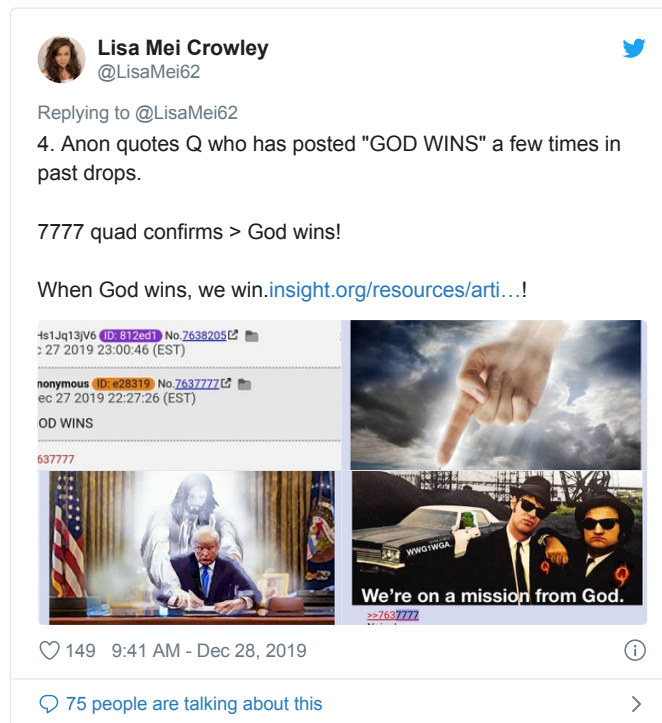 Lisa Mei Crowley
@LisaMei62
Replying to @LisaMei62
4. Anon quotes Q who has posted "GOD WINS" a few times in
past drops.
7777 quad confirms > God wins!
When God wins, we win.insight.org/resources/arti…!
Hs1Jq13jV6 ID: 812ed1 No.7638205
c 27 2019 23:00:46 (EST)
nonymous ID: e28319 No.7637777
ec 27 2019 22:27:26 (EST)
OD WINS
637777
WWG1WGA
We're on a mission from God.
>>7637777
149 9:41 AM - Dec 28, 2019
75 people are talking about this